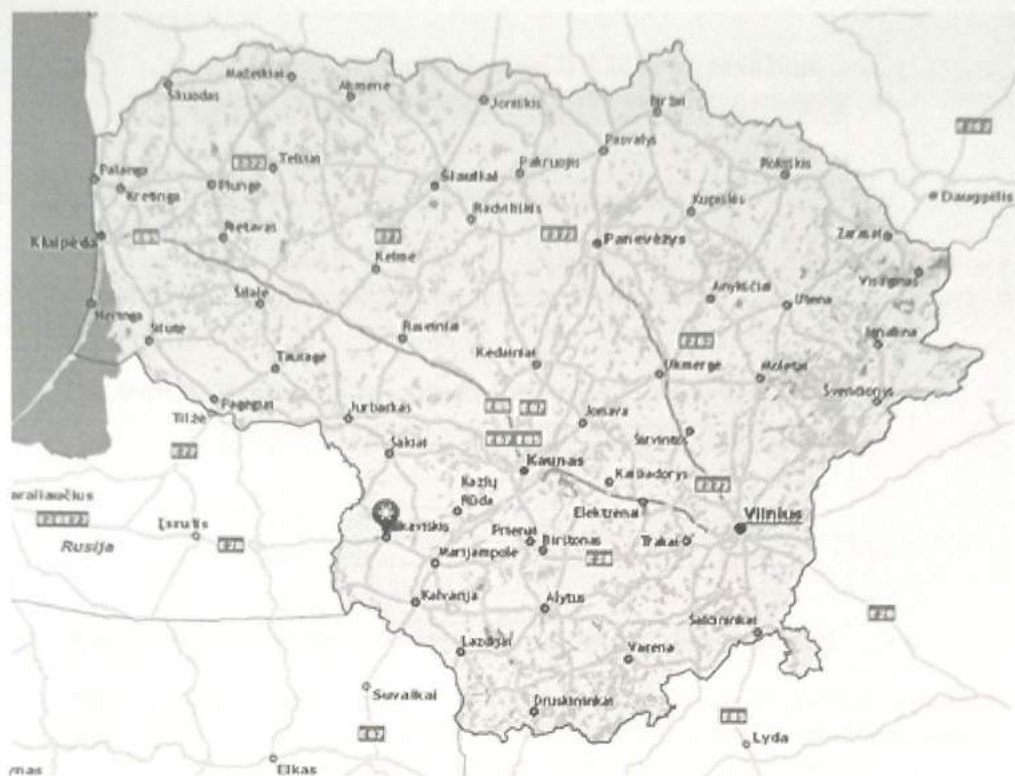 Mažeikiai
Skuodas
Akmenė
Joniškis
Biržai
Pasvalys
Palanga
Kretinga
Plungė
Telšiai
Šiauliai
Pakruojis
Rokiškis
Radviliškis
Kupiškis
Daugpilis
Klaipėda
Rietavas
Kelmė
Panevėžys
Zarasai
Visaginas
Neringa
Šilutė
Šilalė
Raseiniai
Anykščiai
Utena
Ignalina
Tauragė
Kėdainiai
Ukmergė
Molėtai
Švenčionys
Pagėgiai
Tilžė
Jurbarkas
Jonava
Širvintos
Šakiai
Kaunas
Kaišiadorys
Kazlų
Rūda
Elektrėnai
Vilnius
araliaučius
Įsrutis
Rusija
Prienai
Birštonas
Trakai
Marijampolė
Kalvarija
Alytus
Šalčininkai
Lazdijai
Varėna
Suvalkai
Druskininkai
Lyda
Elkas